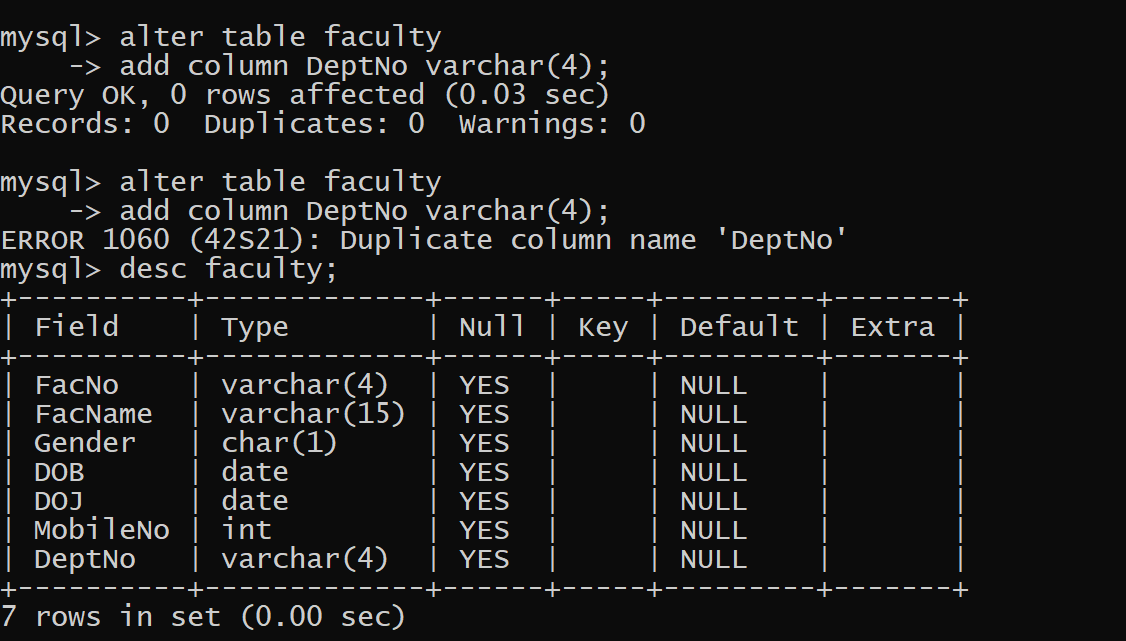 mysql> alter table faculty
    -> add column DeptNo varchar(4);
Query OK, 0 rows affected (0.03 sec)
Records: 0  Duplicates: 0  Warnings: 0

mysql> alter table faculty
    -> add column DeptNo varchar(4);
ERROR 1060 (42S21): Duplicate column name 'DeptNo'
mysql> desc faculty;
+----------+-------------+------+-----+---------+-------+
| Field    | Type        | Null | Key | Default | Extra |
+----------+-------------+------+-----+---------+-------+
| FacNo    | varchar(4)  | YES  |     | NULL    |       |
| FacName  | varchar(15) | YES  |     | NULL    |       |
| Gender   | char(1)     | YES  |     | NULL    |       |
| DOB      | date        | YES  |     | NULL    |       |
| DOJ      | date        | YES  |     | NULL    |       |
| MobileNo | int         | YES  |     | NULL    |       |
| DeptNo   | varchar(4)  | YES  |     | NULL    |       |
+----------+-------------+------+-----+---------+-------+
7 rows in set (0.00 sec)